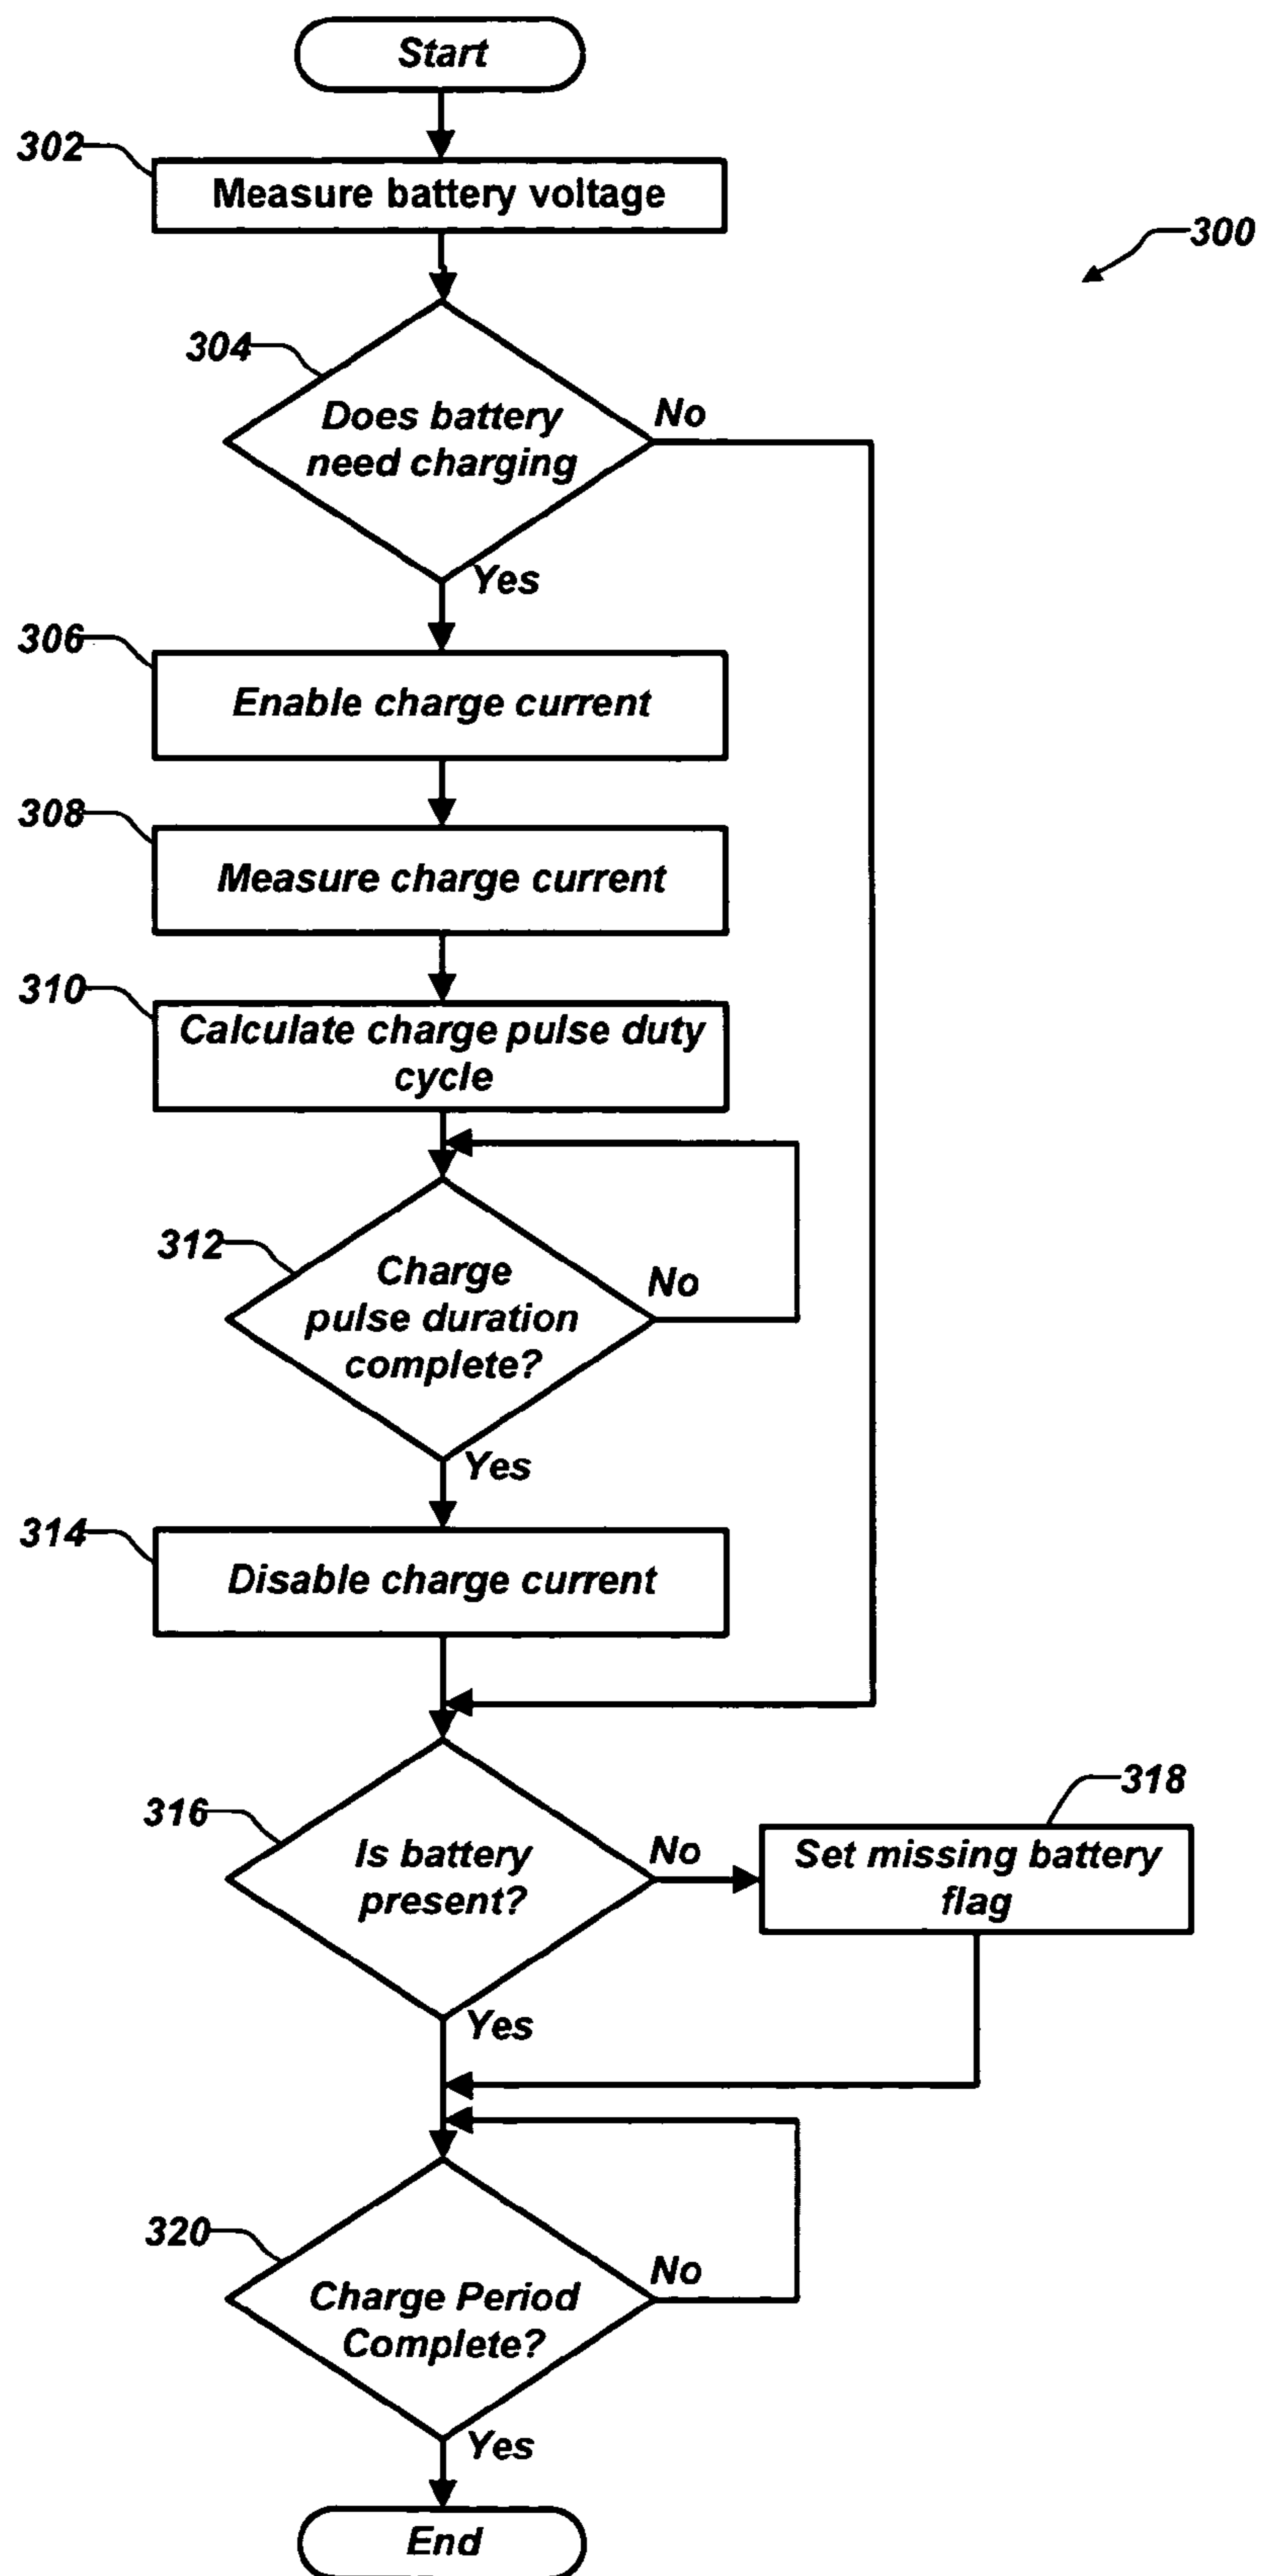 Start
302
Measure battery voltage
300
304
Does battery
need charging
No
Yes
306
Enable charge current
308
Measure charge current
310
Calculate charge pulse duty
cycle
312
Charge
pulse duration
complete?
No
Yes
314
Disable charge current
316
Is battery
present?
No
318
Set missing battery
flag
Yes
320
Charge Period
Complete?
No
Yes
End